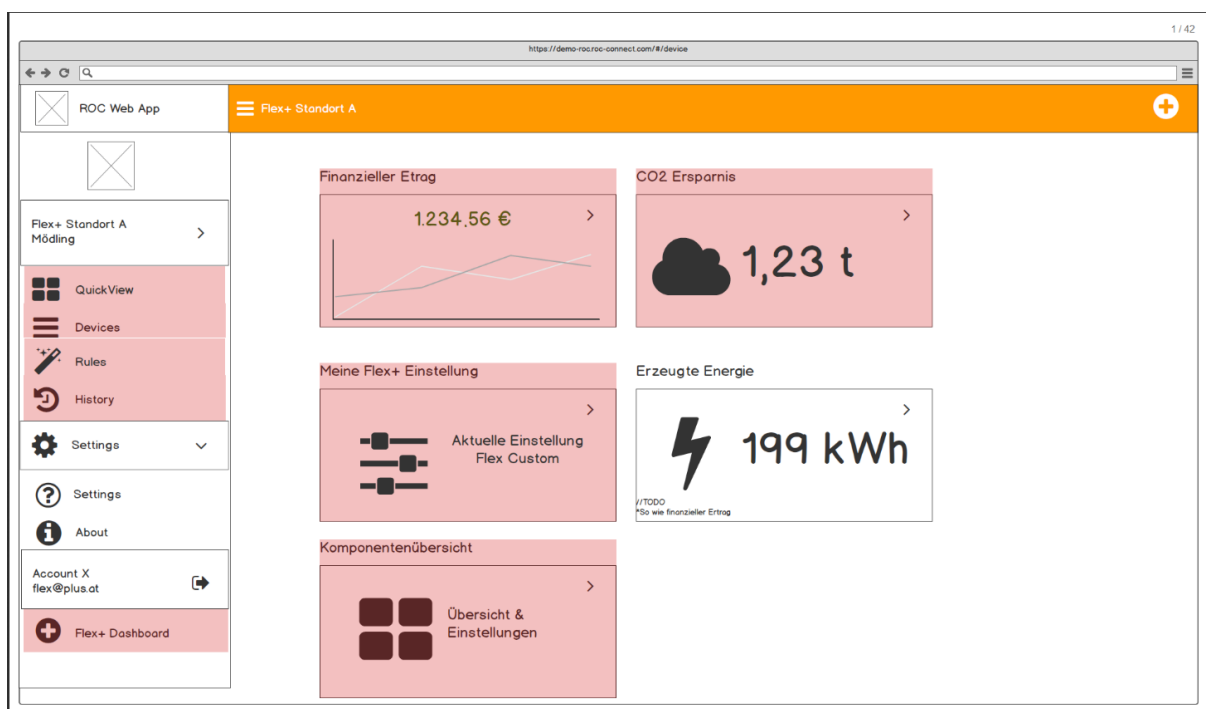 1 / 42
https://demo-roc.roc-connect.com/#/device
ROC Web App
Flex+ Standort A
Flex+ Standort A
Mödling
QuickView
Devices
Rules
History
Settings
Settings
About
Account X
flex@plus.at
Flex+ Dashboard
Finanzieller Etrag
1.234,56 €
CO2 Ersparnis
1,23 t
Meine Flex+ Einstellung
Aktuelle Einstellung
Flex Custom
Erzeugte Energie
199 kWh
//TODO
*So wie finanzieller Ertrag
Komponentenübersicht
Übersicht &
Einstellungen